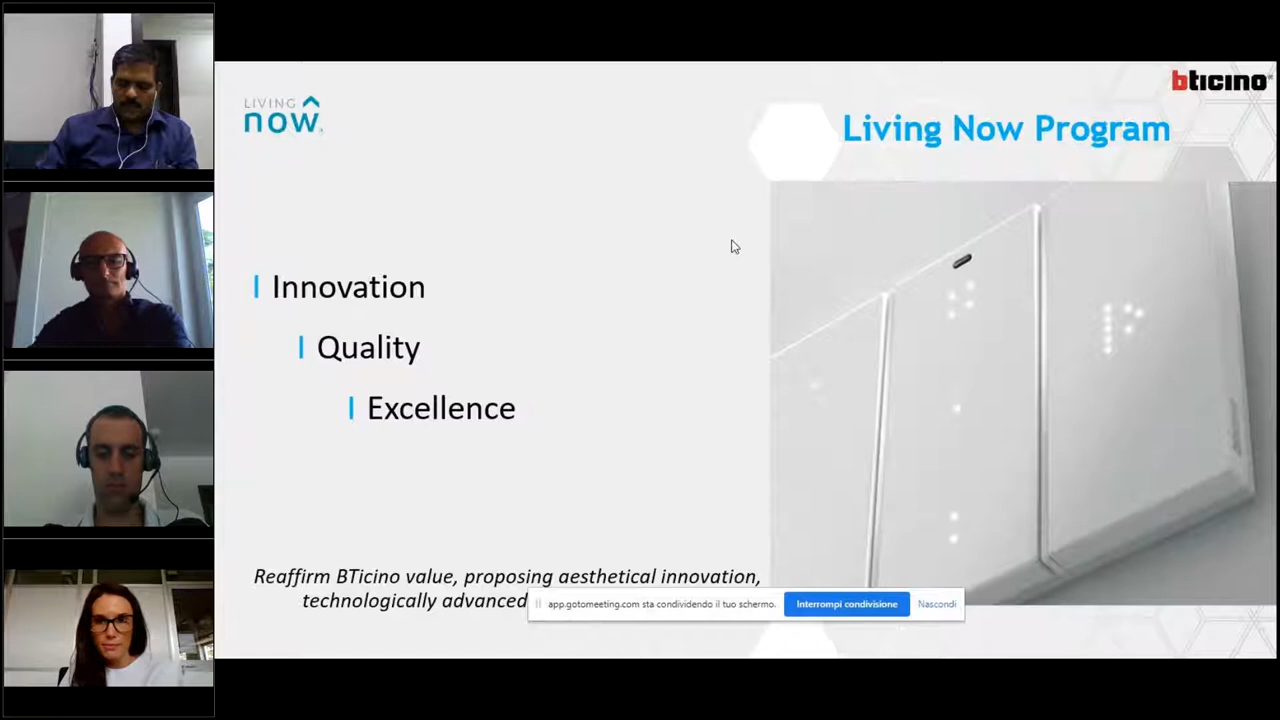 LIVING
now
bticino
Living Now Program
Innovation
Quality
Excellence
Reaffirm BTicino value, proposing aesthetical innovation,
technologically advanced
app.gotomeeting.com sta condividendo il tuo schermo.
Interrompi condivisione
Nascondi